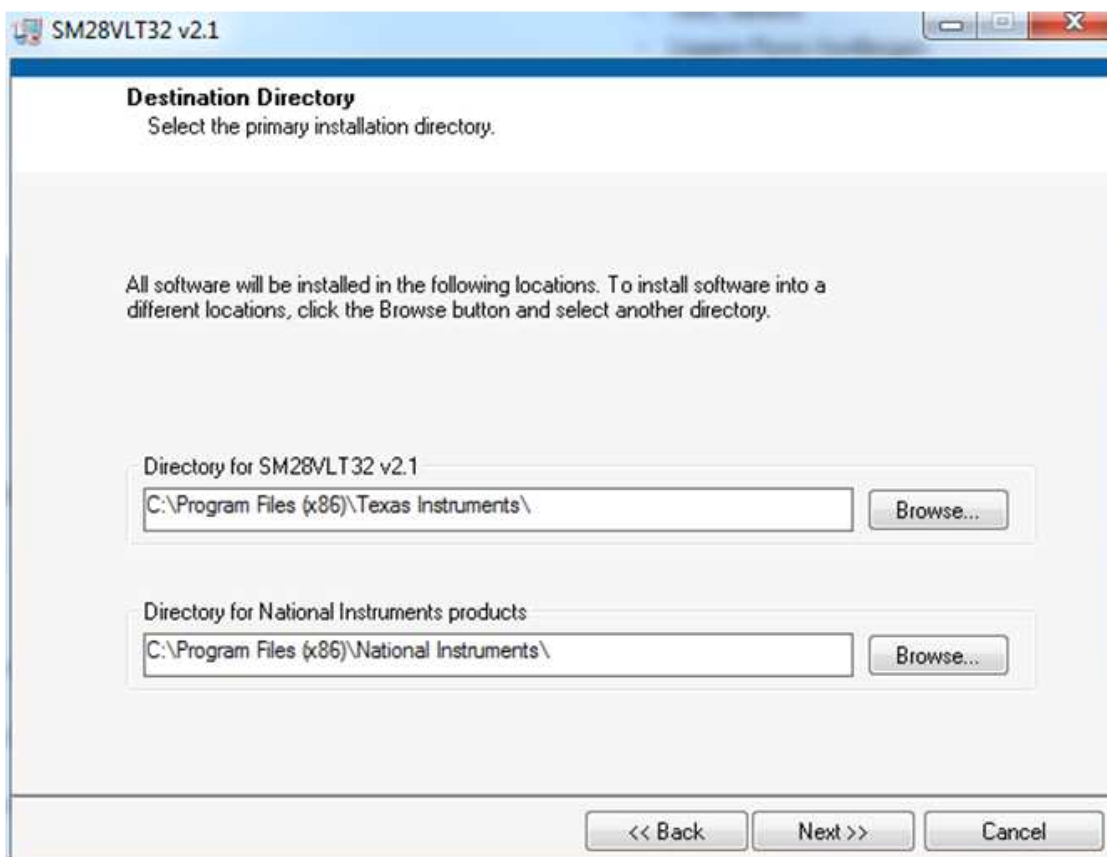 SM28VLT32 v2.1
Destination Directory
Select the primary installation directory.
All software will be installed in the following locations. To install software into a
different locations, click the Browse button and select another directory.
Directory for SM28VLT32 v2.1
C:\Program Files (x86)\Texas Instruments\
Browse...
Directory for National Instruments products
C:\Program Files (x86)\National Instruments\
Browse...
<< Back
Next >>
Cancel